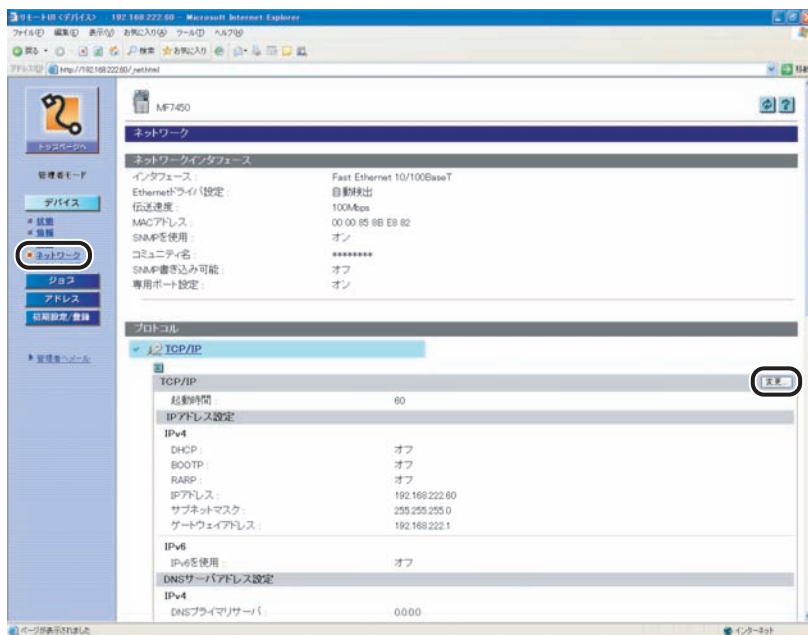 リモートUI <デバイス> : 192.168.222.60 - Microsoft Internet Explorer
ファイル(F) 編集(E) 表示(V) お気に入り(A) ツール(T) ヘルプ(H)
戻る 検索 お気に入り
アドレス(D) http://192.168.222.60/_net.html 移動
トップページへ
管理者モード
デバイス
状態
情報
ネットワーク
ジョブ
アドレス
初期設定/登録
管理者へメール
MF7450
ネットワーク
ネットワークインタフェース
インタフェース : Fast Ethernet 10/100BaseT
Ethernetドライバ設定 : 自動検出
伝送速度 : 100Mbps
MACアドレス : 00 00 85 8B E8 82
SNMPを使用 : オン
コミュニティ名 : ********
SNMP書き込み可能 : オフ
専用ポート設定 : オン
プロトコル
TCP/IP
TCP/IP 変更...
起動時間 : 60
IPアドレス設定
IPv4
DHCP : オフ
BOOTP : オフ
RARP : オフ
IPアドレス : 192.168.222.60
サブネットマスク : 255.255.255.0
ゲートウェイアドレス : 192.168.222.1
IPv6
IPv6を使用 : オフ
DNSサーバアドレス設定
IPv4
DNSプライマリサーバ : 0.0.0.0
ページが表示されました インターネット